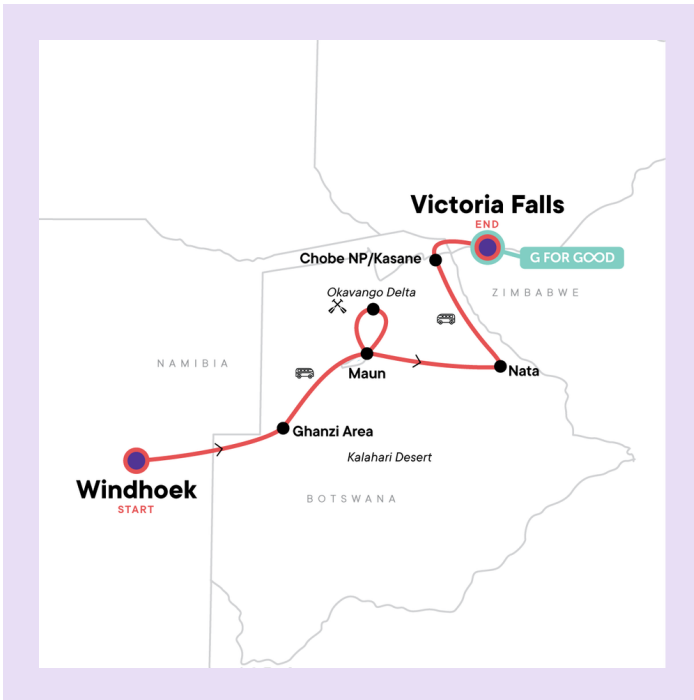 Victoria Falls
END
Chobe NP/Kasane
G FOR GOOD
Okavango Delta
ZIMBABWE
NAMIBIA
Maun
Nata
Ghanzi Area
Kalahari Desert
Windhoek
START
BOTSWANA